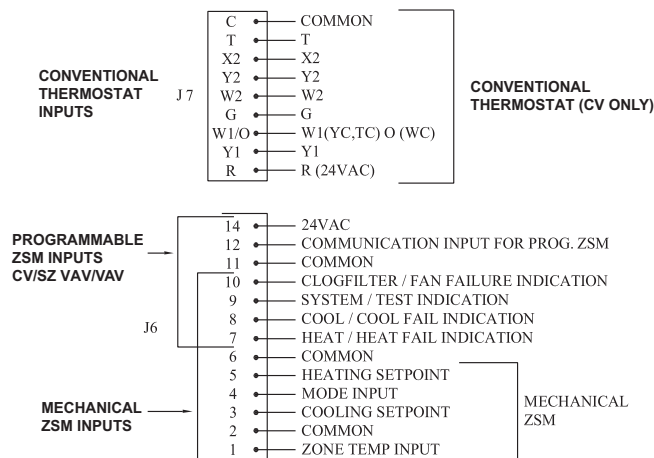 C COMMON
T T
X2 X2
CONVENTIONAL THERMOSTAT INPUTS
J 7
Y2 Y2
W2 W2
G G
W1/O W1(YC,TC) O (WC)
Y1 Y1
R R (24VAC)
CONVENTIONAL
THERMOSTAT (CV ONLY)
PROGRAMMABLE
ZSM INPUTS
CV/SZ VAV/VAV
J6
14 24VAC
12 COMMUNICATION INPUT FOR PROG. ZSM
11 COMMON
10 CLOGFILTER / FAN FAILURE INDICATION
9 SYSTEM / TEST INDICATION
8 COOL / COOL FAIL INDICATION
7 HEAT / HEAT FAIL INDICATION
6 COMMON
5 HEATING SETPOINT
4 MODE INPUT
3 COOLING SETPOINT
2 COMMON
1 ZONE TEMP INPUT
MECHANICAL
ZSM INPUTS
MECHANICAL
ZSM